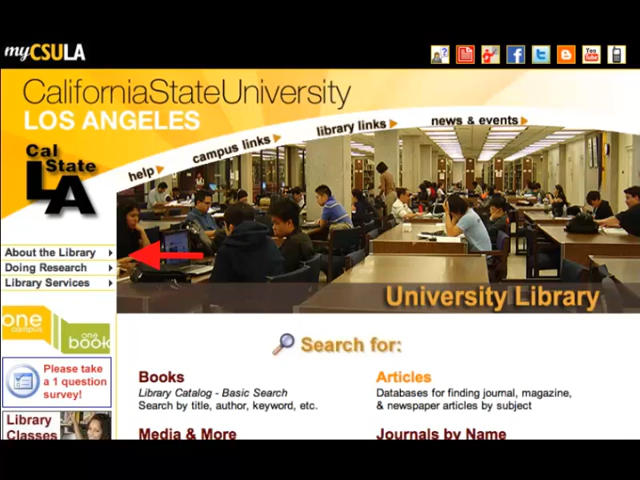 myCSULA
You Tube
CaliforniaStateUniversity
LOS ANGELES
Cal
State
LA
help
campus links
library links
news & events
About the Library
Doing Research
Library Services
University Library
one
campus
one
book
Please take
a 1 question
survey!
Library
Classes
Search for:
Books
Library Catalog - Basic Search
Search by title, author, keyword, etc.
Articles
Databases for finding journal, magazine,
& newspaper articles by subject
Media & More
Journals by Name